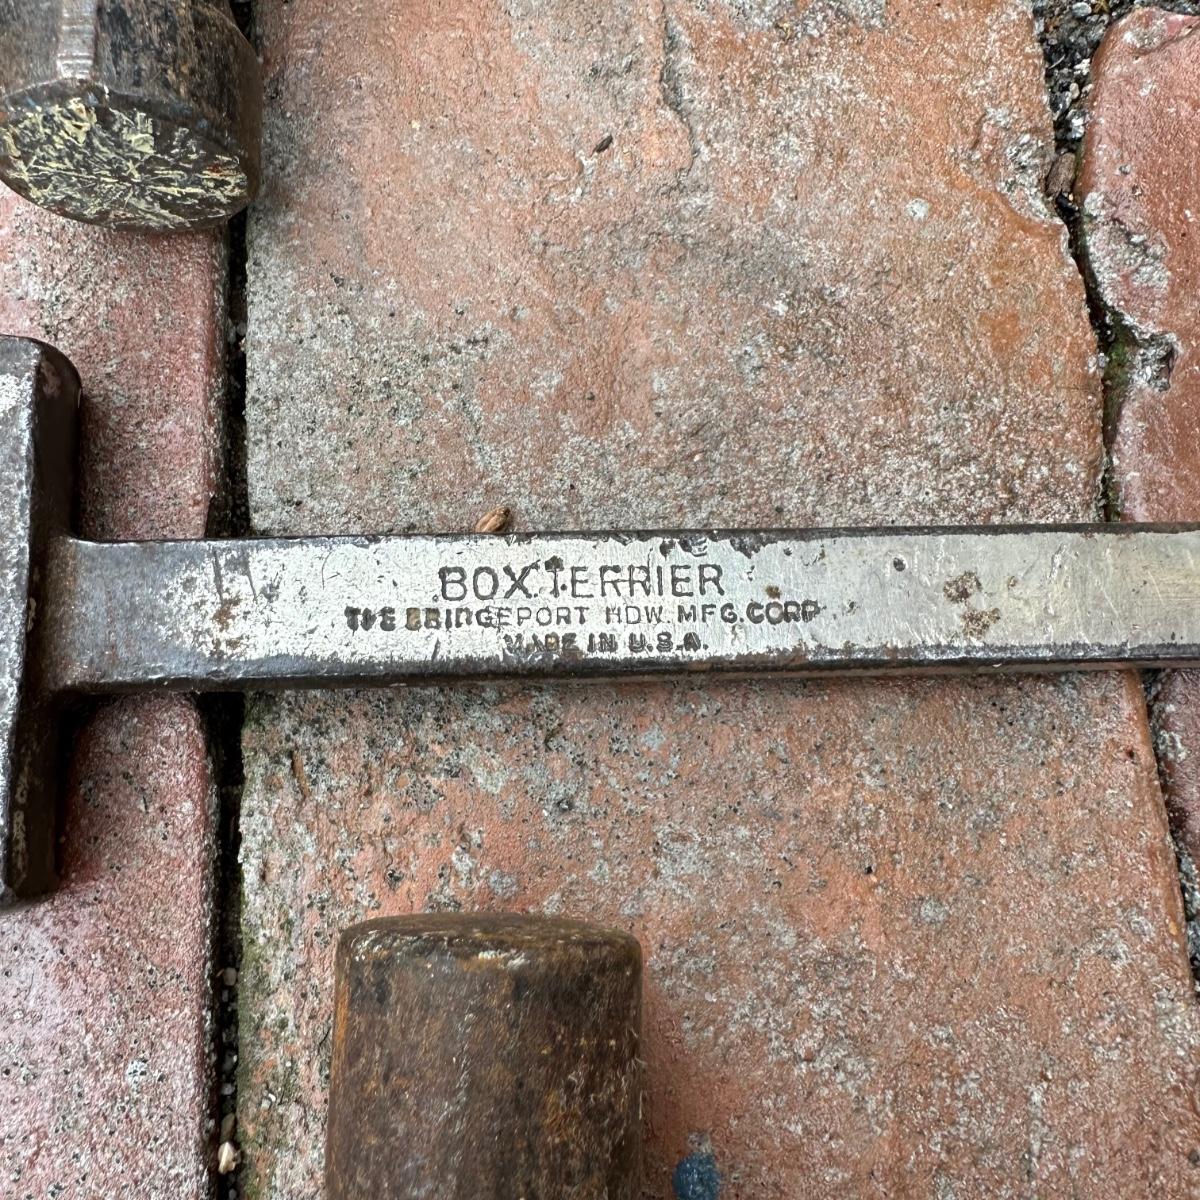 BOX TERRIER
THE BRIDGEPORT HDW. MFG. CORP
MADE IN U.S.A.